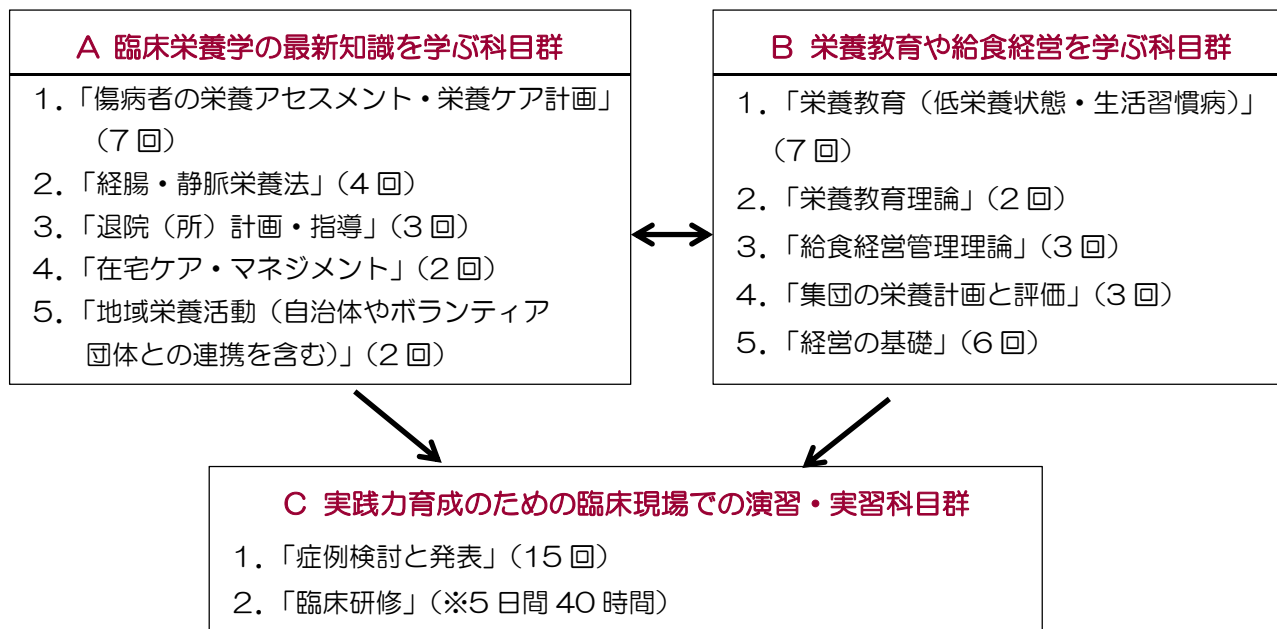 A 臨床栄養学の最新知識を学ぶ科目群
1.「傷病者の栄養アセスメント・栄養ケア計画」
(7回)
2.「経腸・静脈栄養法」(4回)
3.「退院(所)計画・指導」(3回)
4.「在宅ケア・マネジメント」(2回)
5.「地域栄養活動(自治体やボランティア
団体との連携を含む)」(2回)
B 栄養教育や給食経営を学ぶ科目群
1.「栄養教育(低栄養状態・生活習慣病)」
(7回)
2.「栄養教育理論」(2回)
3.「給食経営管理理論」(3回)
4.「集団の栄養計画と評価」(3回)
5.「経営の基礎」(6回)
C 実践力育成のための臨床現場での演習・実習科目群
1.「症例検討と発表」(15回)
2.「臨床研修」(※5日間40時間)